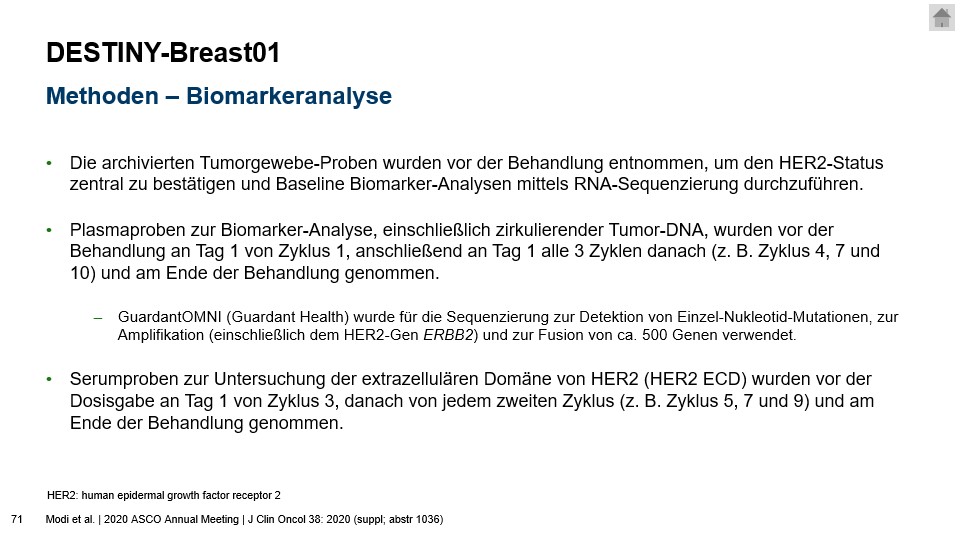 DESTINY-Breast01
Methoden – Biomarkeranalyse
• Die archivierten Tumorgewebe-Proben wurden vor der Behandlung entnommen, um den HER2-Status
zentral zu bestätigen und Baseline Biomarker-Analysen mittels RNA-Sequenzierung durchzuführen.
• Plasmaproben zur Biomarker-Analyse, einschließlich zirkulierender Tumor-DNA, wurden vor der
Behandlung an Tag 1 von Zyklus 1, anschließend an Tag 1 alle 3 Zyklen danach (z. B. Zyklus 4, 7 und
10) und am Ende der Behandlung genommen.
– GuardantOMNI (Guardant Health) wurde für die Sequenzierung zur Detektion von Einzel-Nukleotid-Mutationen, zur
Amplifikation (einschließlich dem HER2-Gen ERBB2) und zur Fusion von ca. 500 Genen verwendet.
• Serumproben zur Untersuchung der extrazellulären Domäne von HER2 (HER2 ECD) wurden vor der
Dosisgabe an Tag 1 von Zyklus 3, danach von jedem zweiten Zyklus (z. B. Zyklus 5, 7 und 9) und am
Ende der Behandlung genommen.
HER2: human epidermal growth factor receptor 2
71 Modi et al. | 2020 ASCO Annual Meeting | J Clin Oncol 38: 2020 (suppl; abstr 1036)